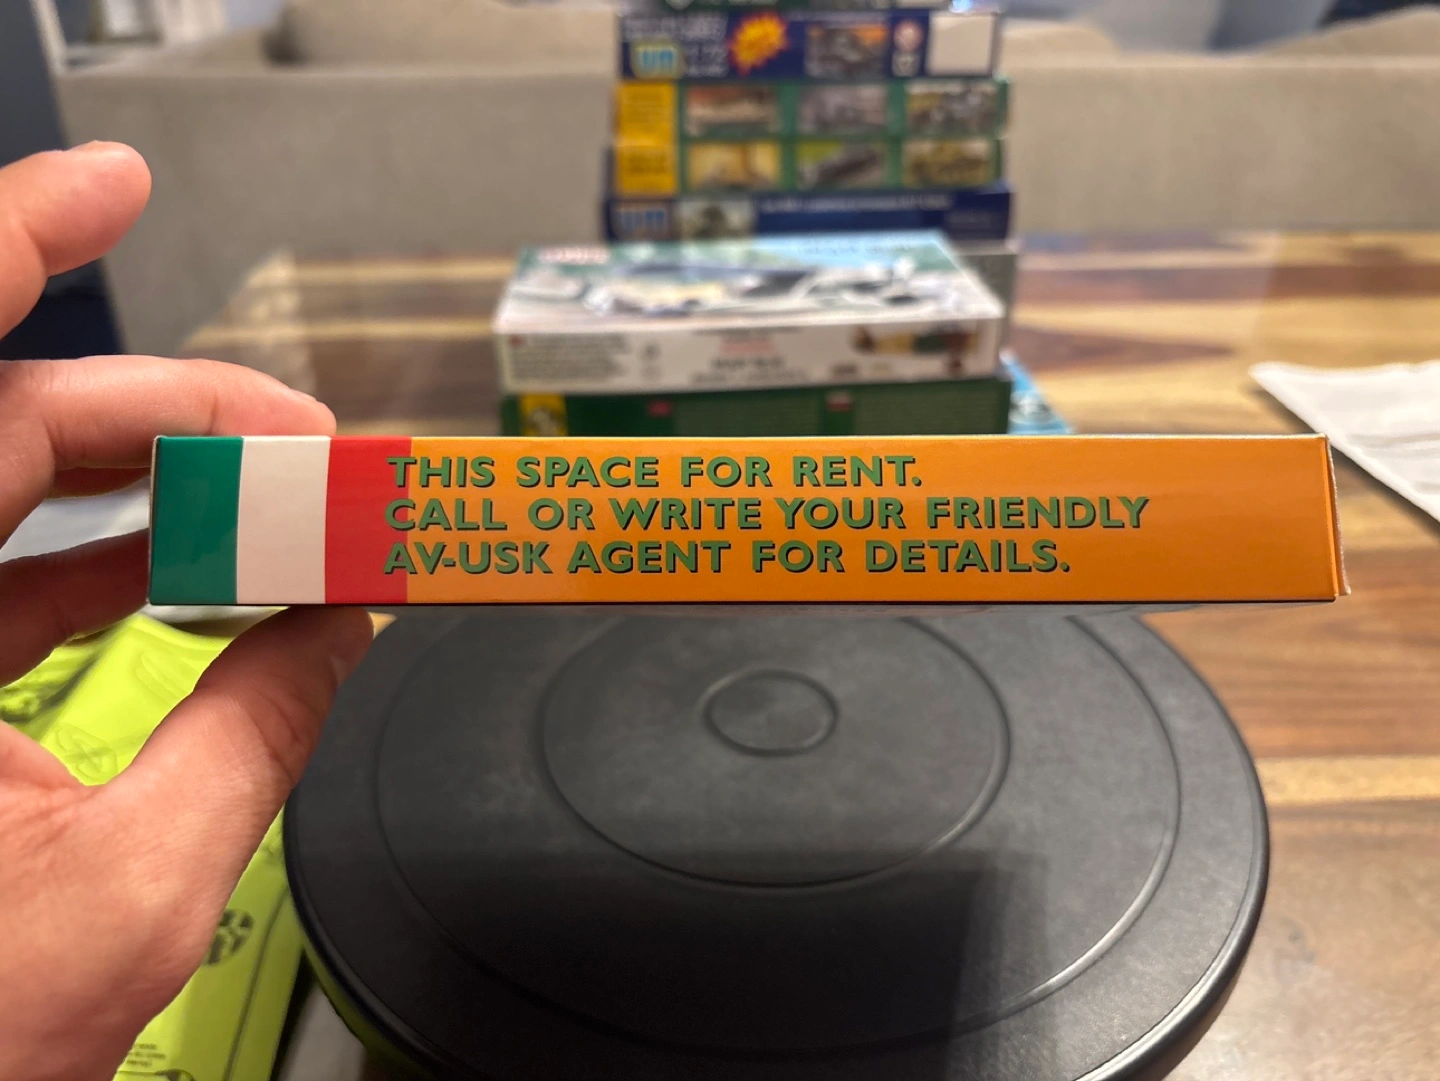 THIS SPACE FOR RENT.
CALL OR WRITE YOUR FRIENDLY
AV-USK AGENT FOR DETAILS.